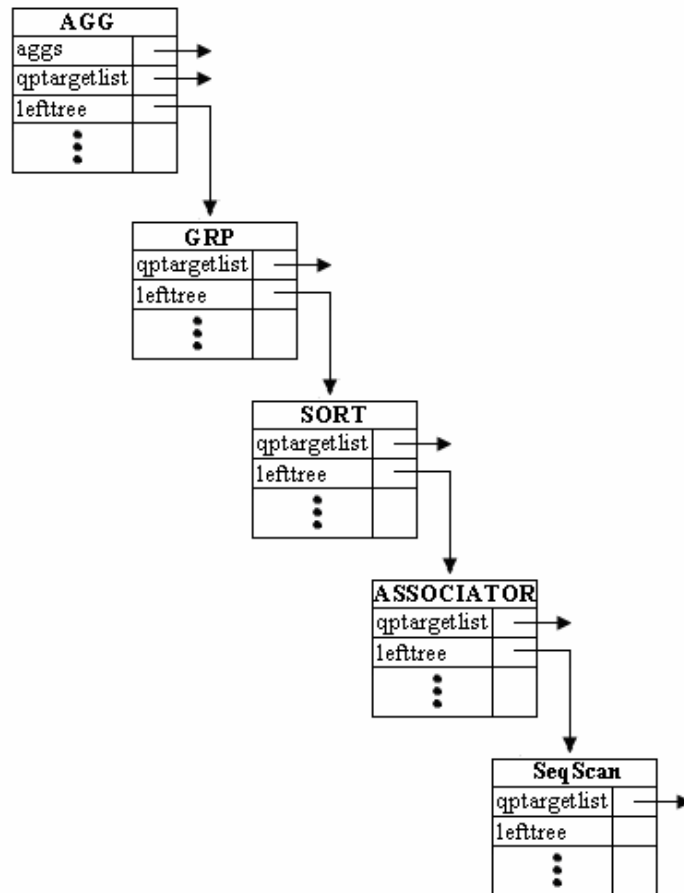 AGG
aggs
qptargetlist
lefttree
GRP
qptargetlist
lefttree
SORT
qptargetlist
lefttree
ASSOCIATOR
qptargetlist
lefttree
SeqScan
qptargetlist
lefttree